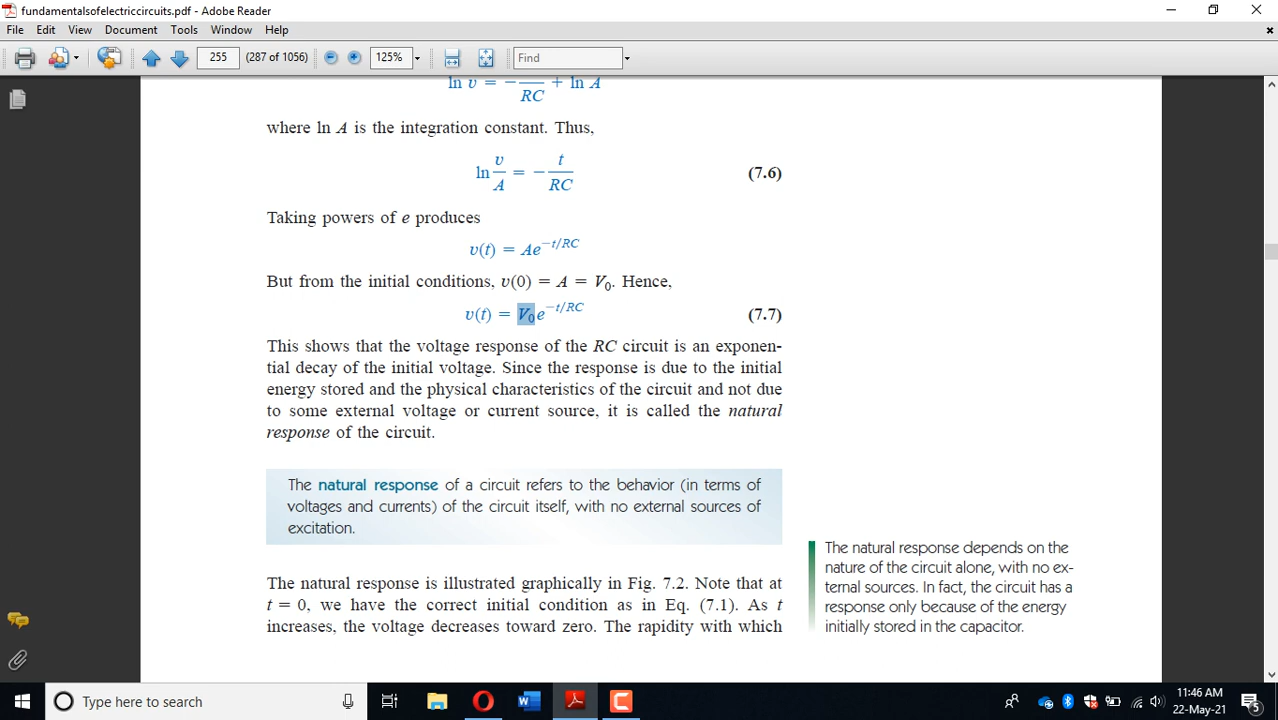 fundamentalsofelectriccircuits.pdf - Adobe Reader
File Edit View Document Tools Window Help
255 (287 of 1056) 125% Find
ln v = − / RC + ln A
where ln A is the integration constant. Thus,
ln v/A = − t/RC (7.6)
Taking powers of e produces
v(t) = Ae^−t/RC
But from the initial conditions, v(0) = A = V₀. Hence,
v(t) = V₀ e^−t/RC (7.7)
This shows that the voltage response of the RC circuit is an exponen-
tial decay of the initial voltage. Since the response is due to the initial
energy stored and the physical characteristics of the circuit and not due
to some external voltage or current source, it is called the natural
response of the circuit.
The natural response of a circuit refers to the behavior (in terms of
voltages and currents) of the circuit itself, with no external sources of
excitation.
The natural response is illustrated graphically in Fig. 7.2. Note that at
t = 0, we have the correct initial condition as in Eq. (7.1). As t
increases, the voltage decreases toward zero. The rapidity with which
The natural response depends on the
nature of the circuit alone, with no ex-
ternal sources. In fact, the circuit has a
response only because of the energy
initially stored in the capacitor.
Type here to search
11:46 AM
22-May-21
5